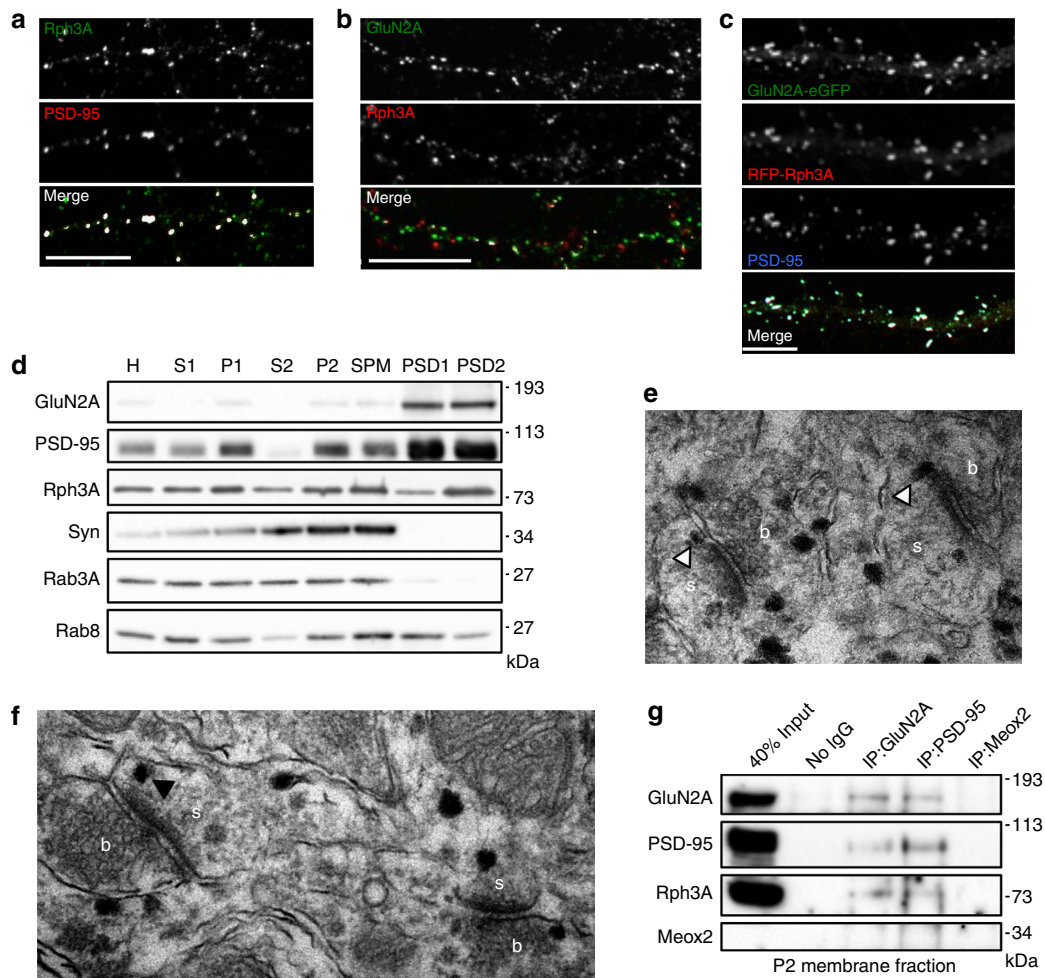 a
Rph3A
PSD-95
Merge
b
GluN2A
Rph3A
Merge
c
GluN2A-eGFP
RFP-Rph3A
PSD-95
Merge
d
H S1 P1 S2 P2 SPM PSD1 PSD2
GluN2A - 193
PSD-95 - 113
Rph3A - 73
Syn - 34
Rab3A - 27
Rab8 - 27
kDa
e
b
b
s
s
f
s
b
s
b
g
40% Input No IgG IP:GluN2A IP:PSD-95 IP:Meox2
GluN2A - 193
PSD-95 - 113
Rph3A - 73
Meox2 - 34
kDa
P2 membrane fraction